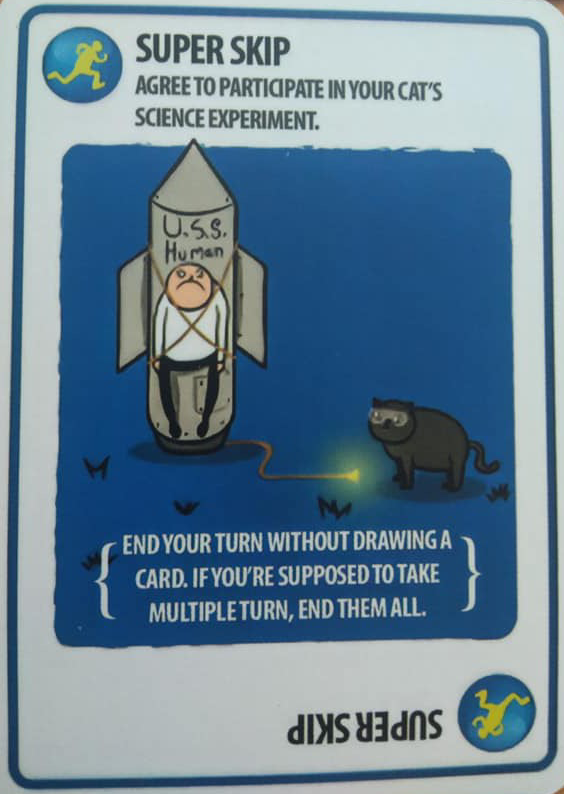 SUPER SKIP
AGREE TO PARTICIPATE IN YOUR CAT'S
SCIENCE EXPERIMENT.
U.S.S.
Human
END YOUR TURN WITHOUT DRAWING A
CARD. IF YOU'RE SUPPOSED TO TAKE
MULTIPLE TURN, END THEM ALL.
SUPER SKIP